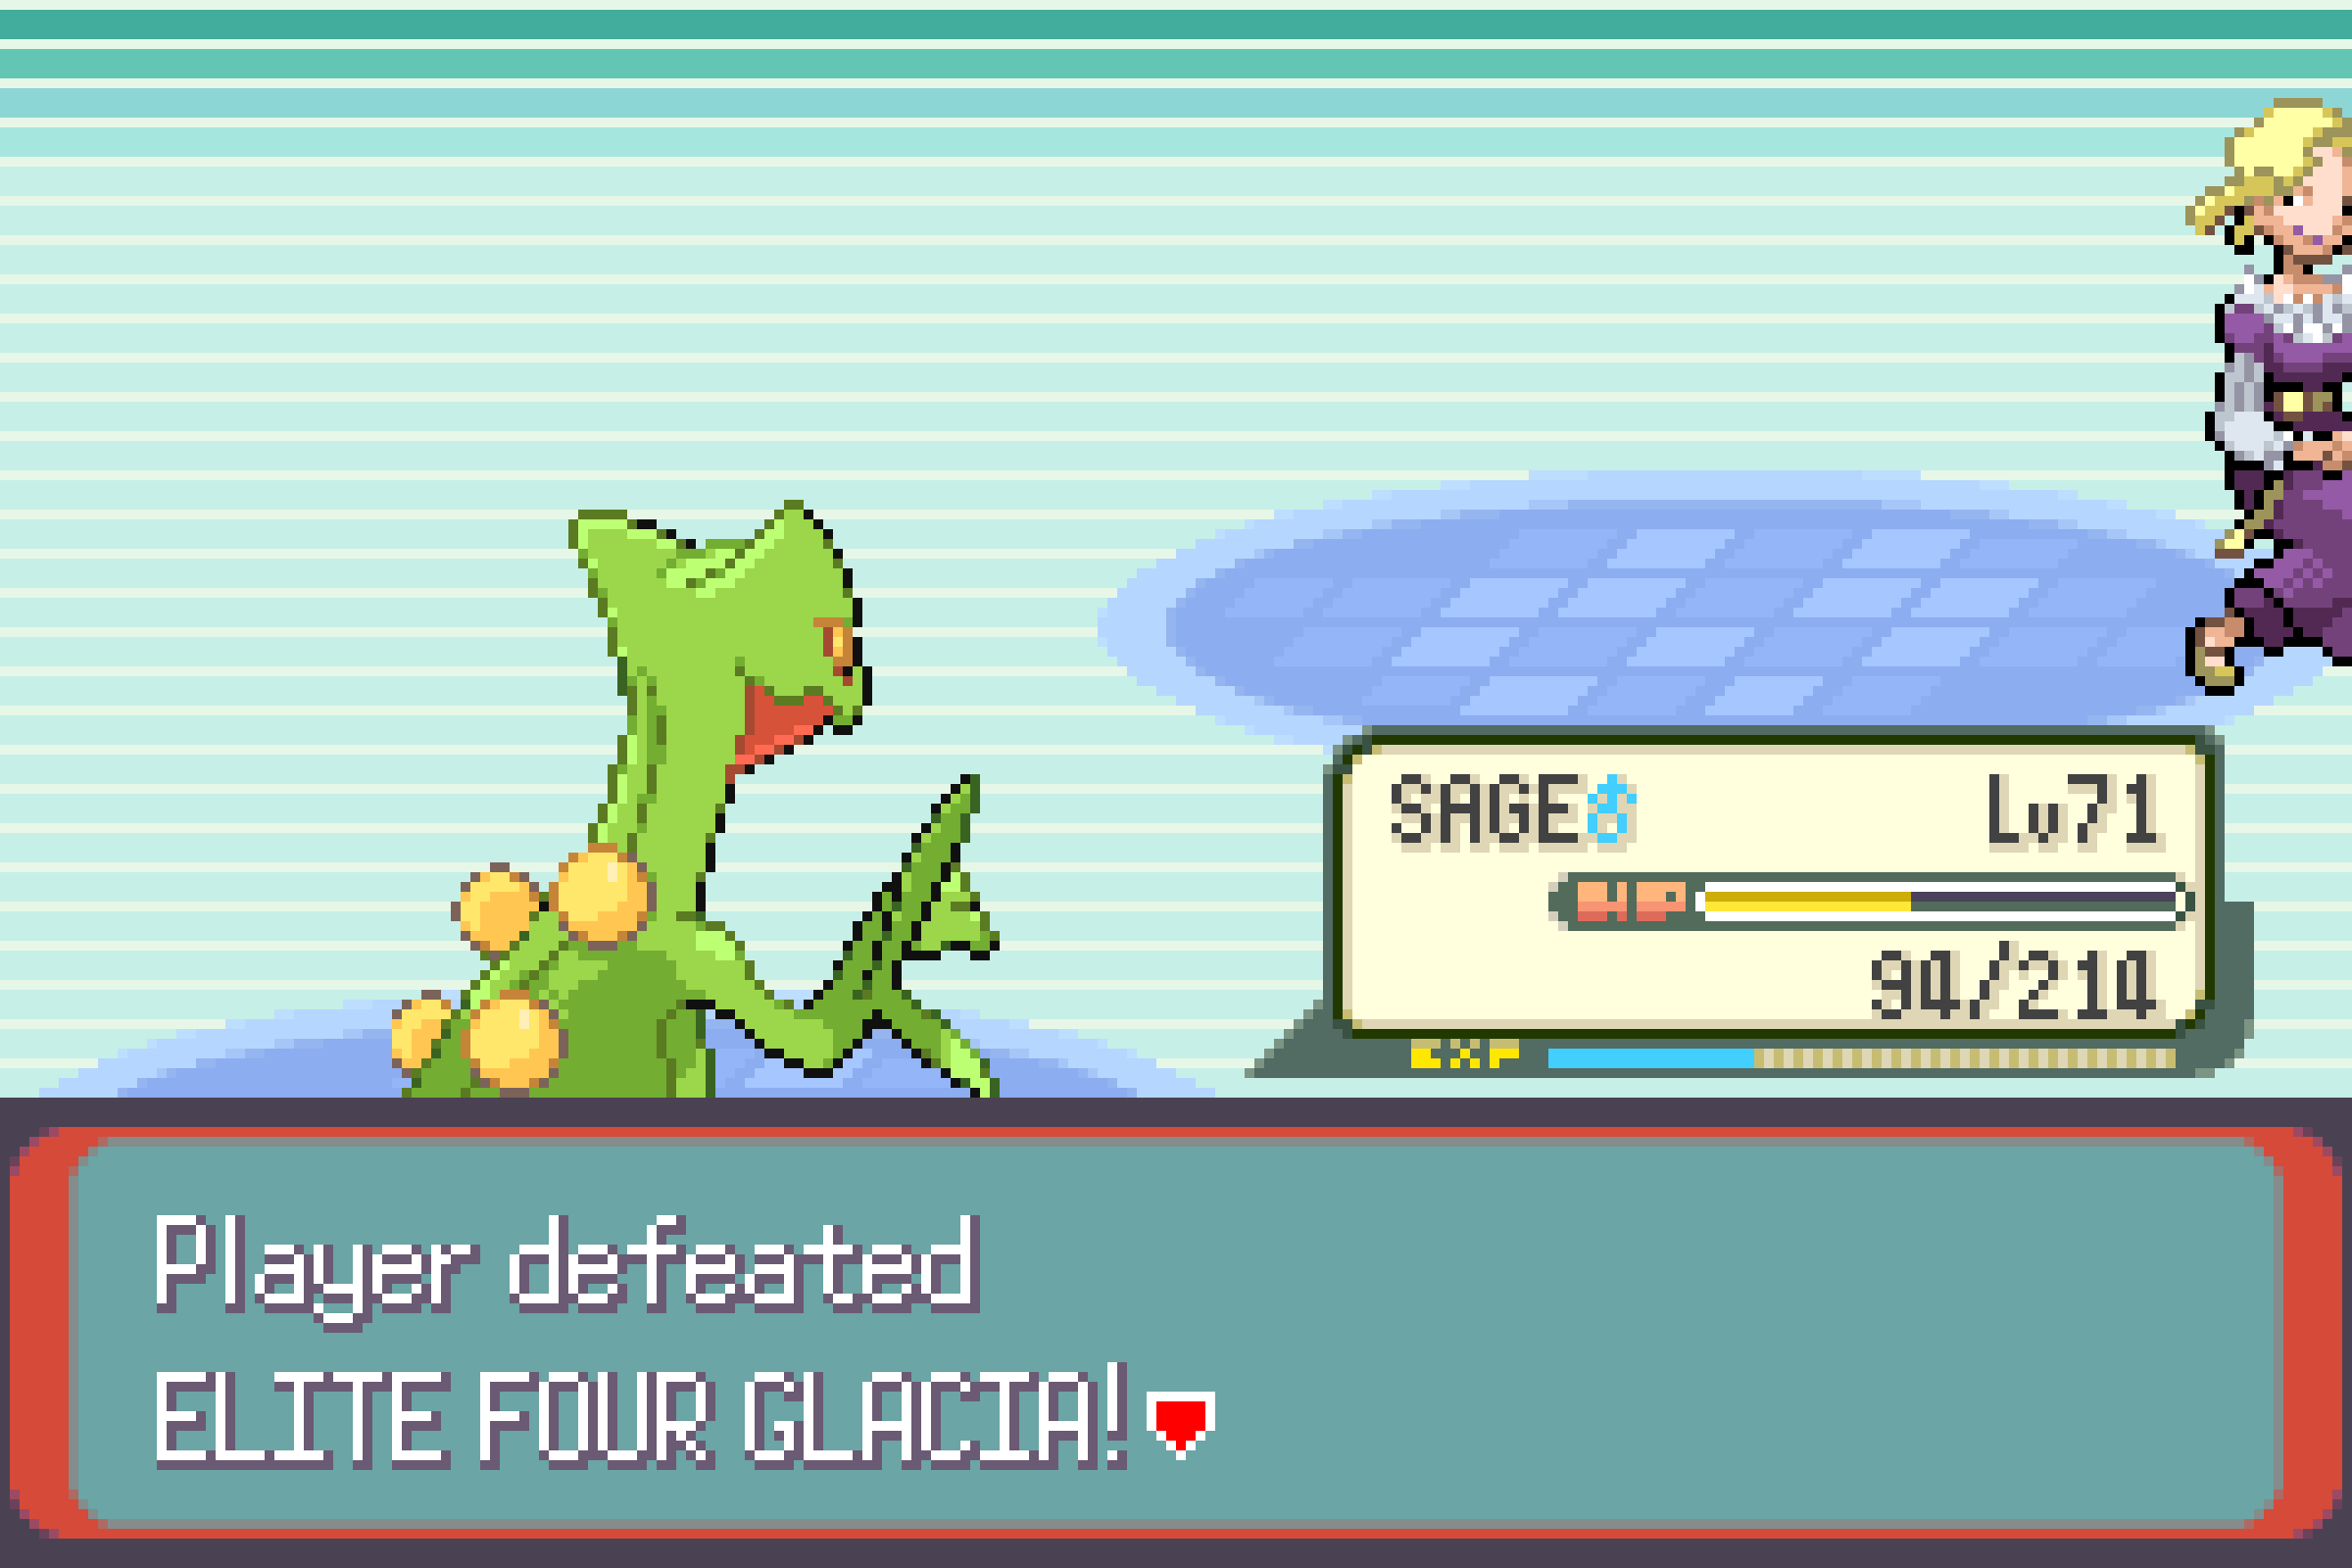 SAGE♂ Lv71
HP
94/214
EXP
Player defeated
ELITE FOUR GLACIA!